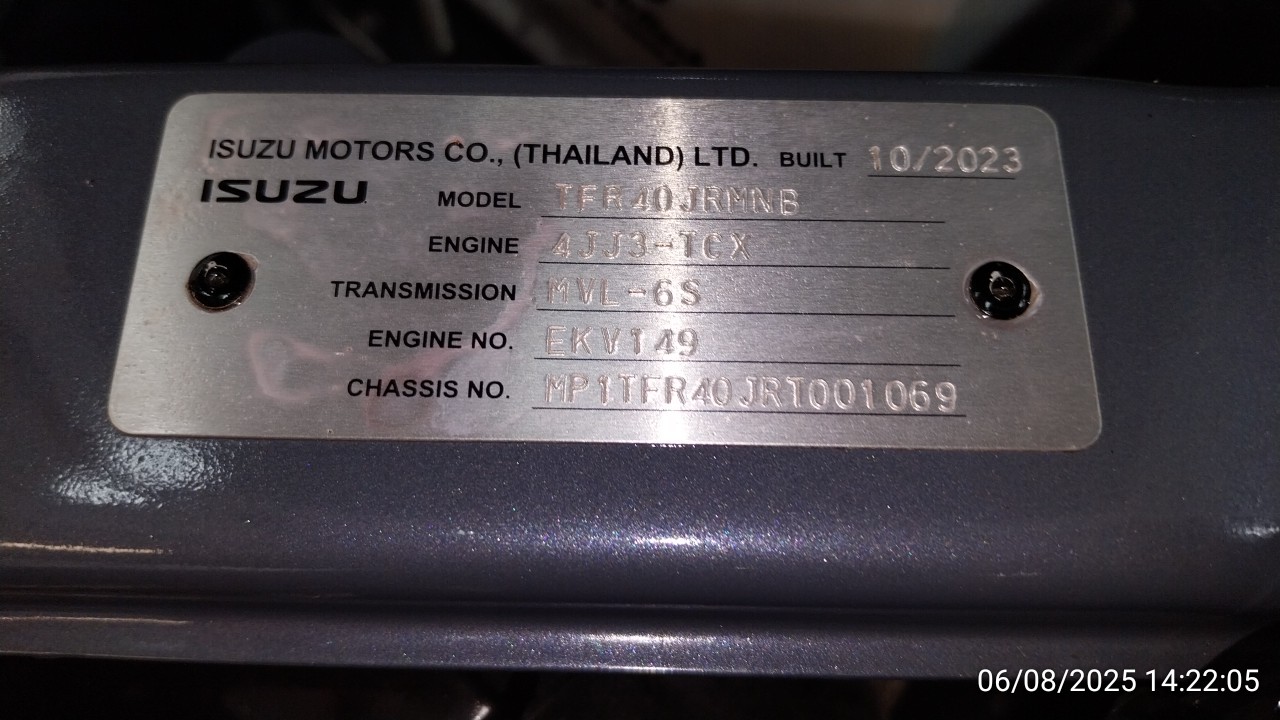 ISUZU MOTORS CO., (THAILAND) LTD. BUILT 10/2023
ISUZU MODEL TFR40JRMNB
ENGINE 4JJ3-TCX
TRANSMISSION MVL-6S
ENGINE NO. EKV149
CHASSIS NO. MP1TFR40JRT001069
06/08/2025 14:22:05